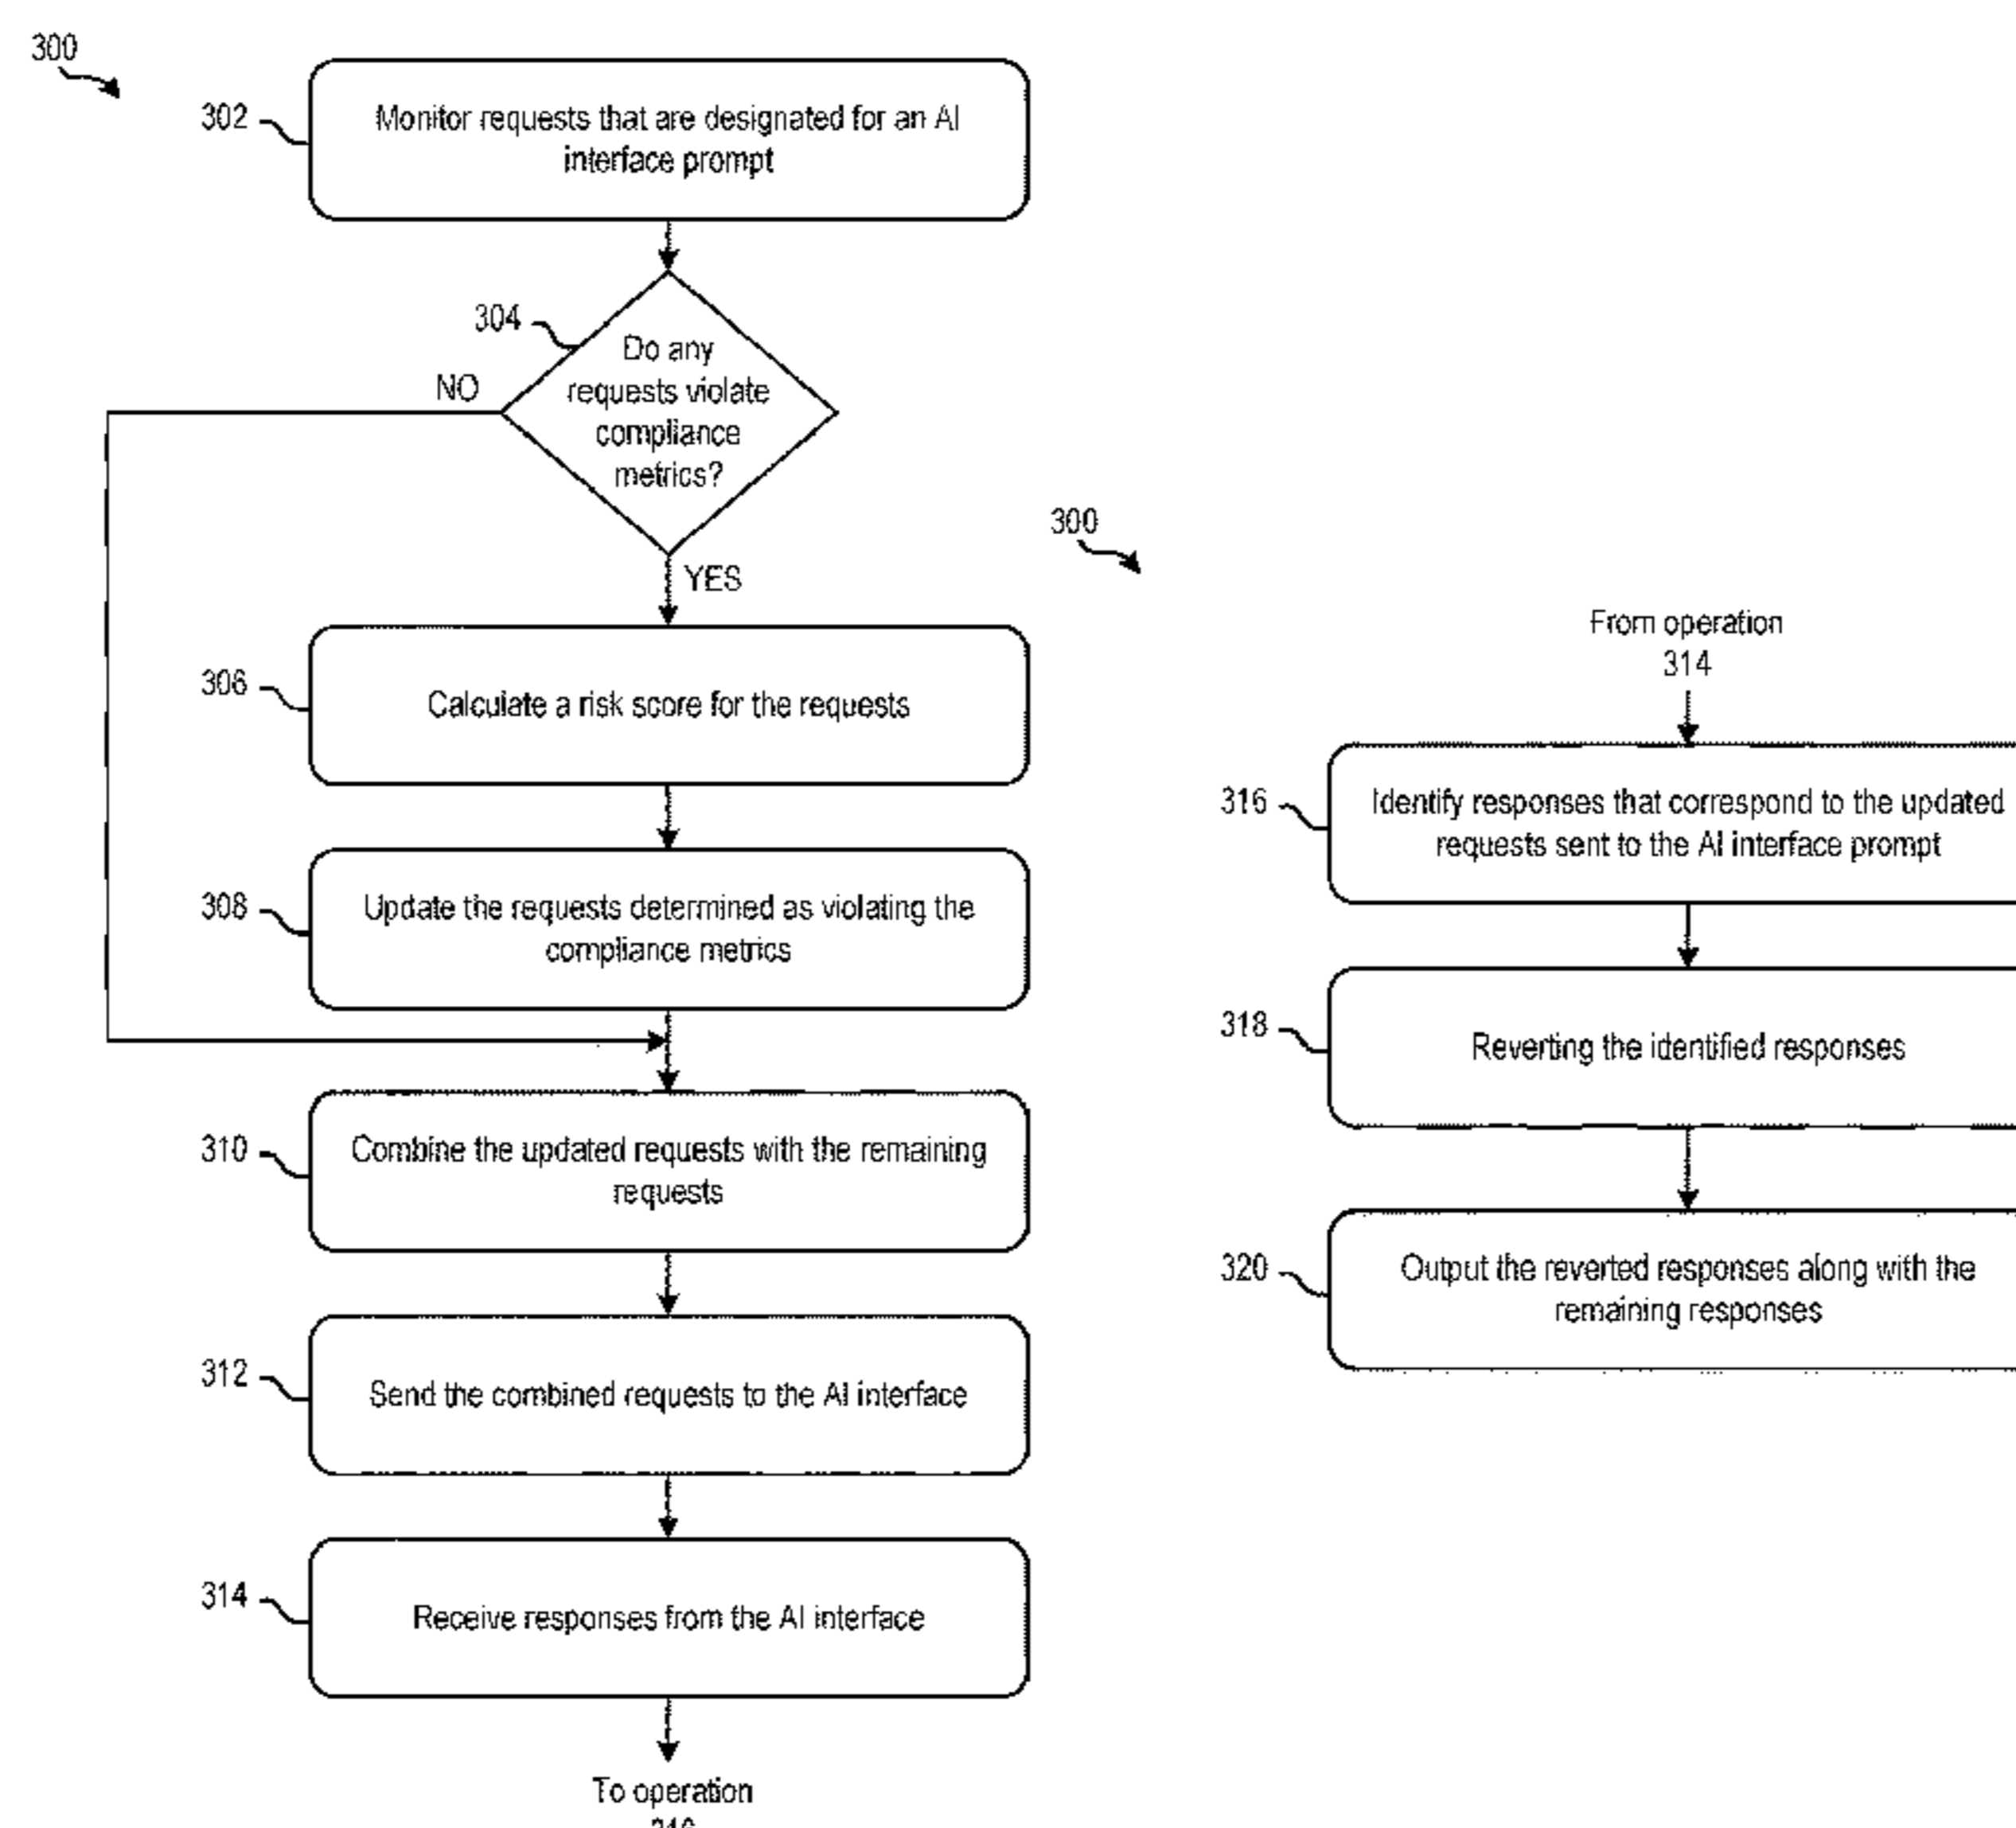 300
302
Monitor requests that are designated for an AI
interface prompt
304
Do any
requests violate
compliance
metrics?
NO
YES
306
Calculate a risk score for the requests
308
Update the requests determined as violating the
compliance metrics
310
Combine the updated requests with the remaining
requests
312
Send the combined requests to the AI interface
314
Receive responses from the AI interface
To operation
316
300
From operation
314
316
Identify responses that correspond to the updated
requests sent to the AI interface prompt
318
Reverting the identified responses
320
Output the reverted responses along with the
remaining responses